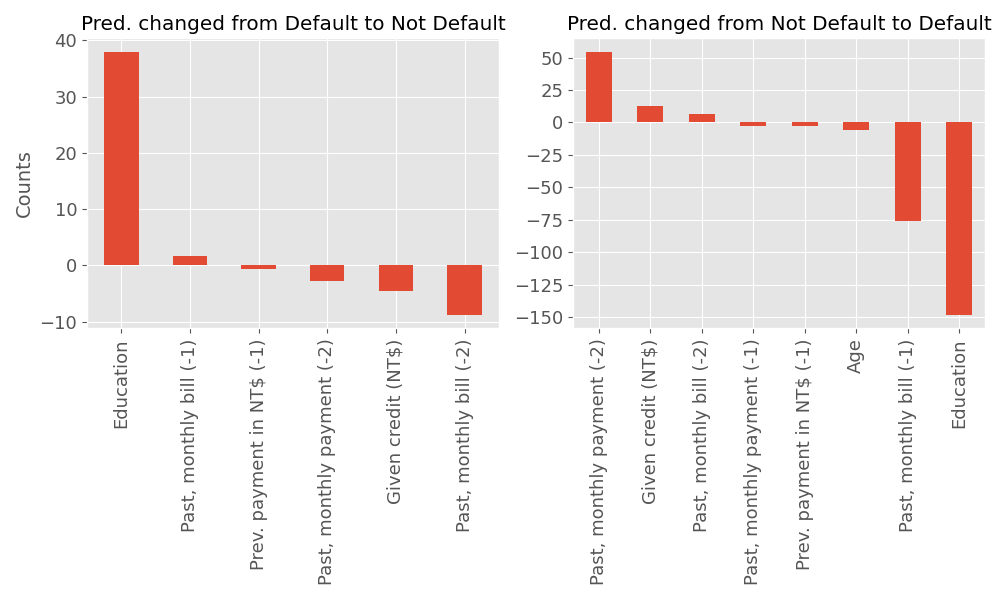 Pred. changed from Default to Not Default
40
30
20
10
0
−10
Counts
Education
Past, monthly bill (-1)
Prev. payment in NT$ (-1)
Past, monthly payment (-2)
Given credit (NT$)
Past, monthly bill (-2)
Pred. changed from Not Default to Default
50
25
0
−25
−50
−75
−100
−125
−150
Past, monthly payment (-2)
Given credit (NT$)
Past, monthly bill (-2)
Past, monthly payment (-1)
Prev. payment in NT$ (-1)
Age
Past, monthly bill (-1)
Education